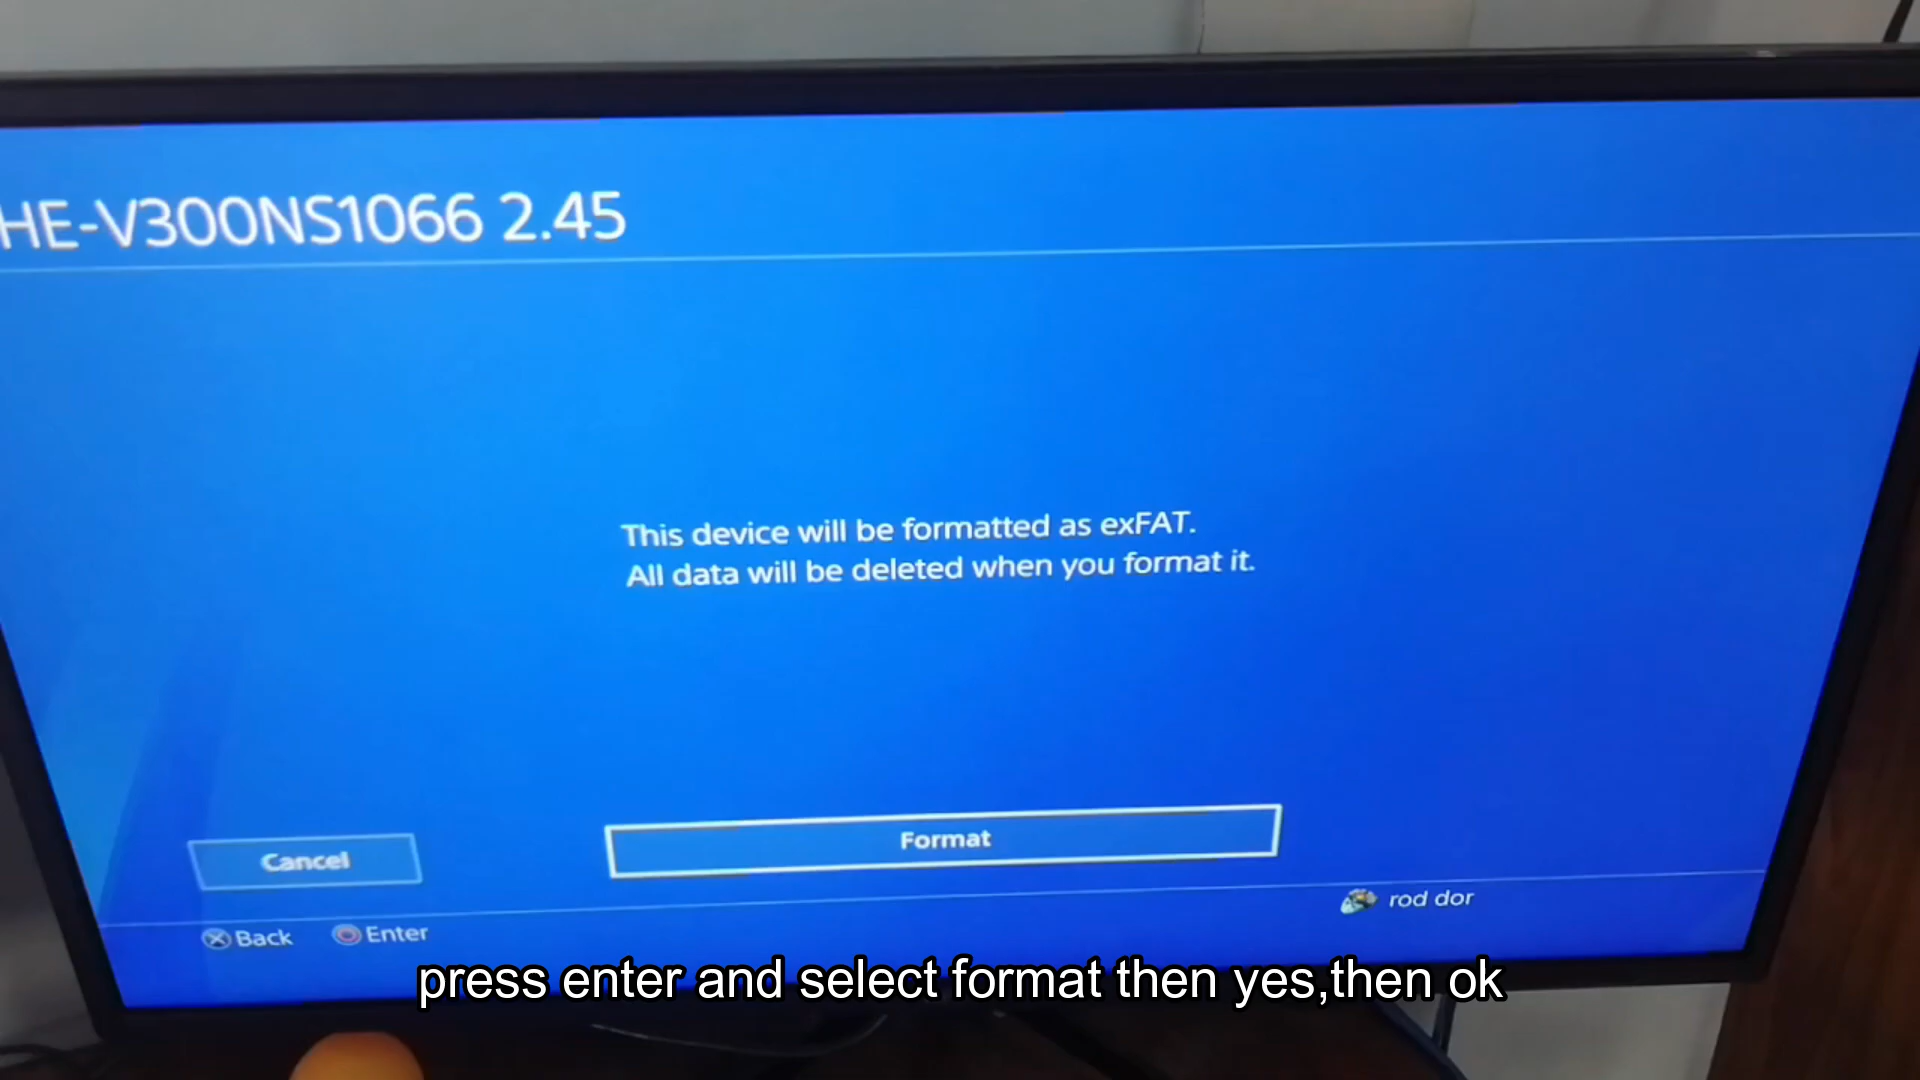 HE-V300NS1066 2.45
This device will be formatted as exFAT.
All data will be deleted when you format it.
Format
Cancel
rod dor
Back
Enter
press enter and select format then yes,then ok